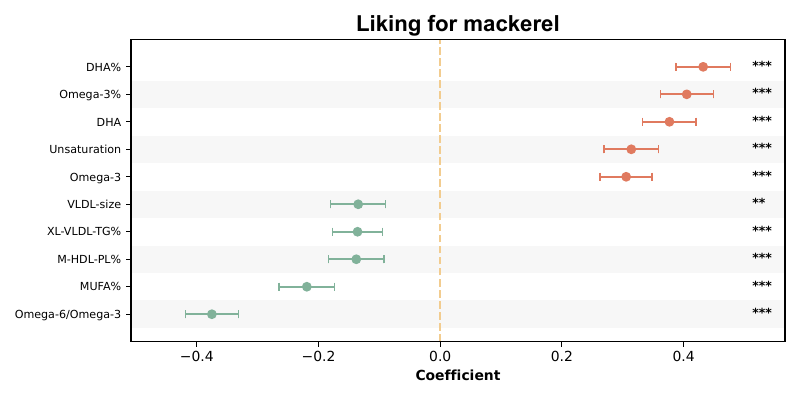 Liking for mackerel
DHA% ***
Omega-3% ***
DHA ***
Unsaturation ***
Omega-3 ***
VLDL-size **
XL-VLDL-TG% ***
M-HDL-PL% ***
MUFA% ***
Omega-6/Omega-3 ***
−0.4 −0.2 0.0 0.2 0.4
Coefficient